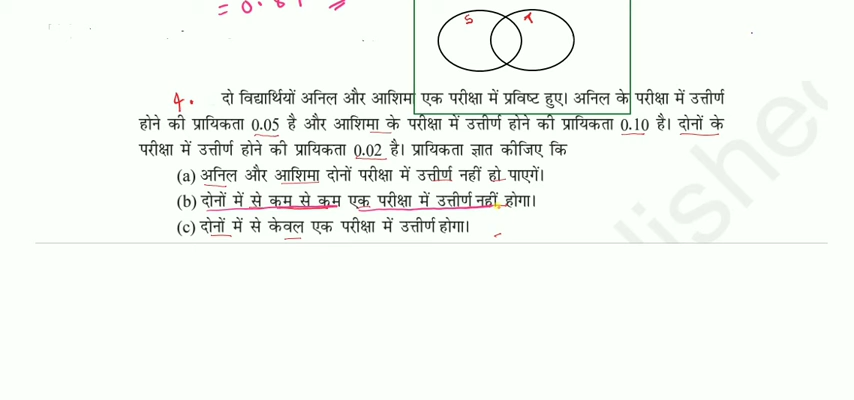 = 0.87
S T
4. दो विद्यार्थियों अनिल और आशिमा एक परीक्षा में प्रविष्ट हुए। अनिल के परीक्षा में उत्तीर्ण
होने की प्रायिकता 0.05 है और आशिमा के परीक्षा में उत्तीर्ण होने की प्रायिकता 0.10 है। दोनों के
परीक्षा में उत्तीर्ण होने की प्रायिकता 0.02 है। प्रायिकता ज्ञात कीजिए कि
(a) अनिल और आशिमा दोनों परीक्षा में उत्तीर्ण नहीं हो पाएगें।
(b) दोनों में से कम से कम एक परीक्षा में उत्तीर्ण नहीं होगा।
(c) दोनों में से केवल एक परीक्षा में उत्तीर्ण होगा।
lishe